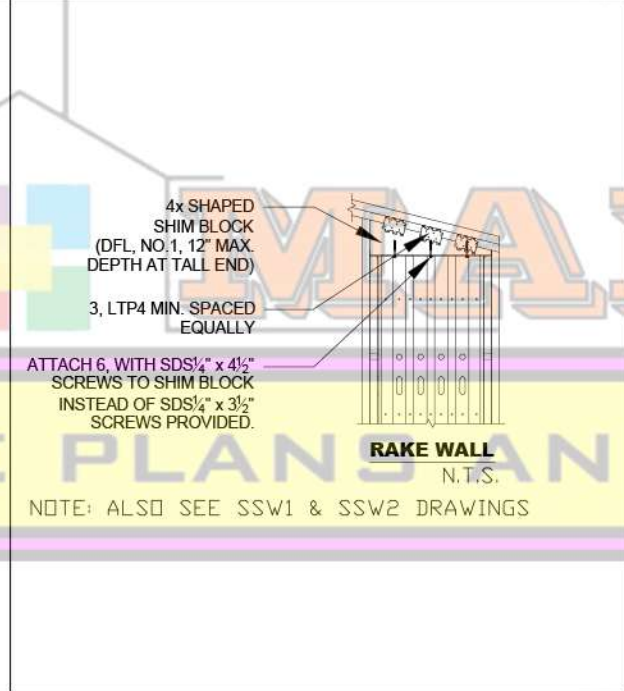 MA
4x SHAPED
SHIM BLOCK
(DFL, NO.1, 12" MAX.
DEPTH AT TALL END)
3, LTP4 MIN. SPACED
EQUALLY
ATTACH 6, WITH SDS¼" x 4½"
SCREWS TO SHIM BLOCK
INSTEAD OF SDS¼" x 3½"
SCREWS PROVIDED.
RAKE WALL
N.T.S.
E PLANS AN
NOTE: ALSO SEE SSW1 & SSW2 DRAWINGS